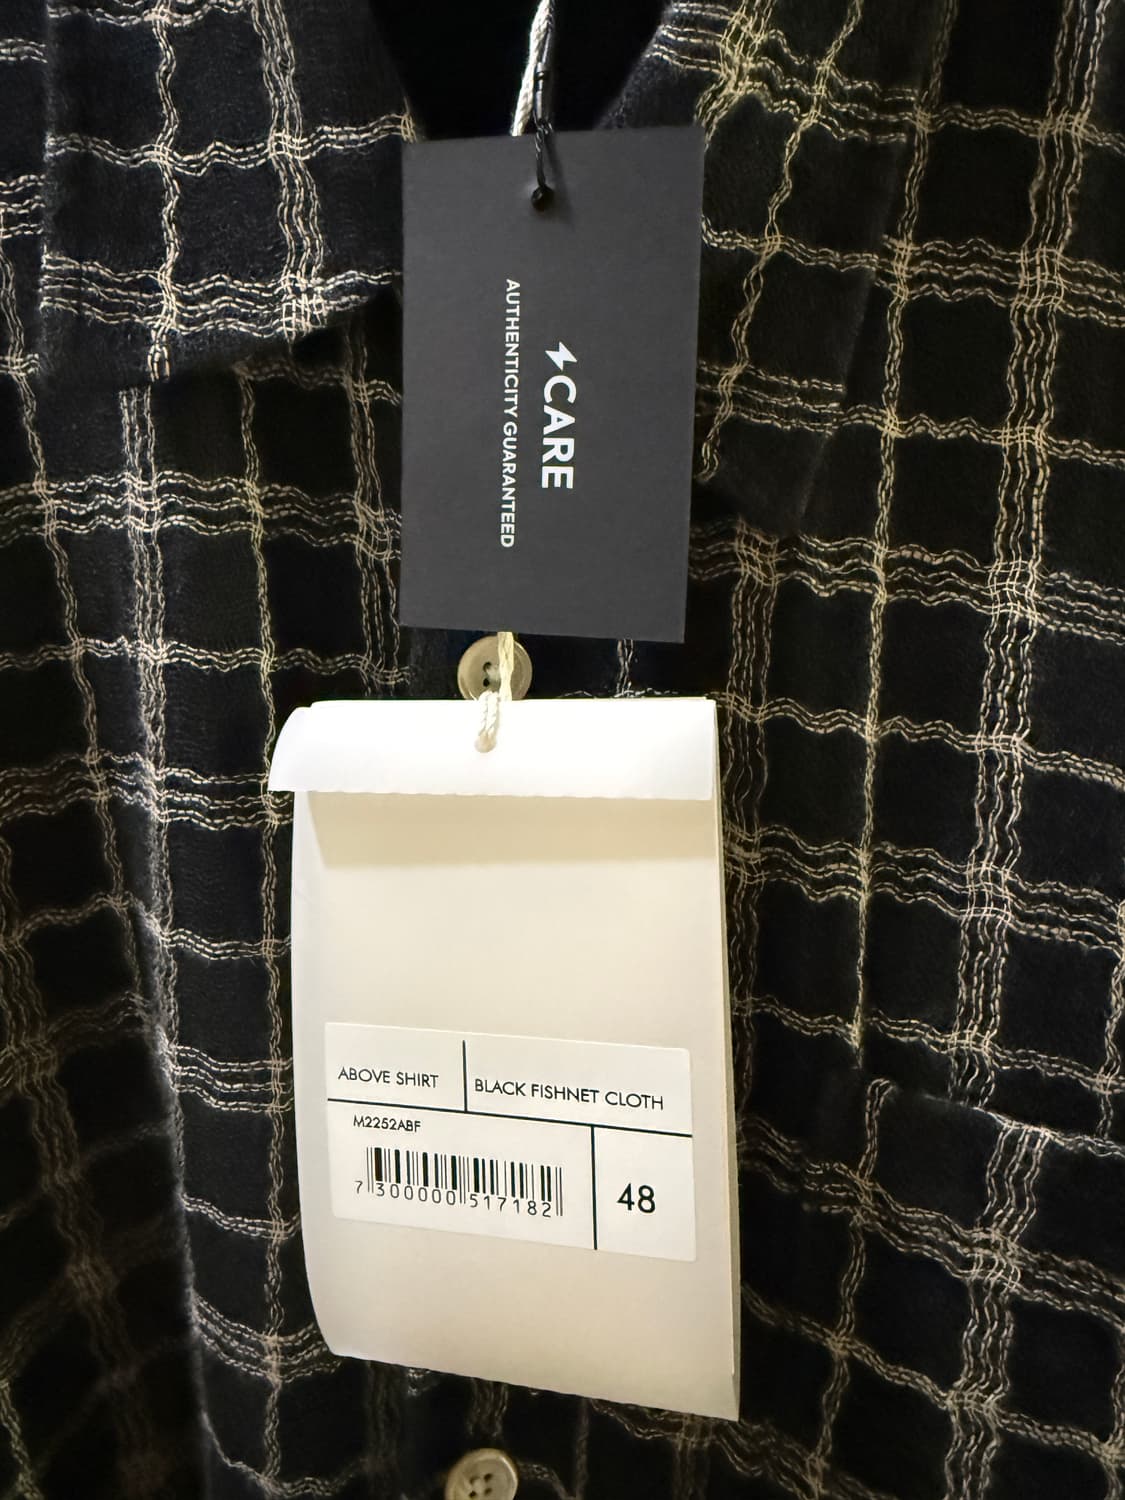 CARE
AUTHENTICITY GUARANTEED
ABOVE SHIRT
BLACK FISHNET CLOTH
M2252ABF
7 300000 517182
48